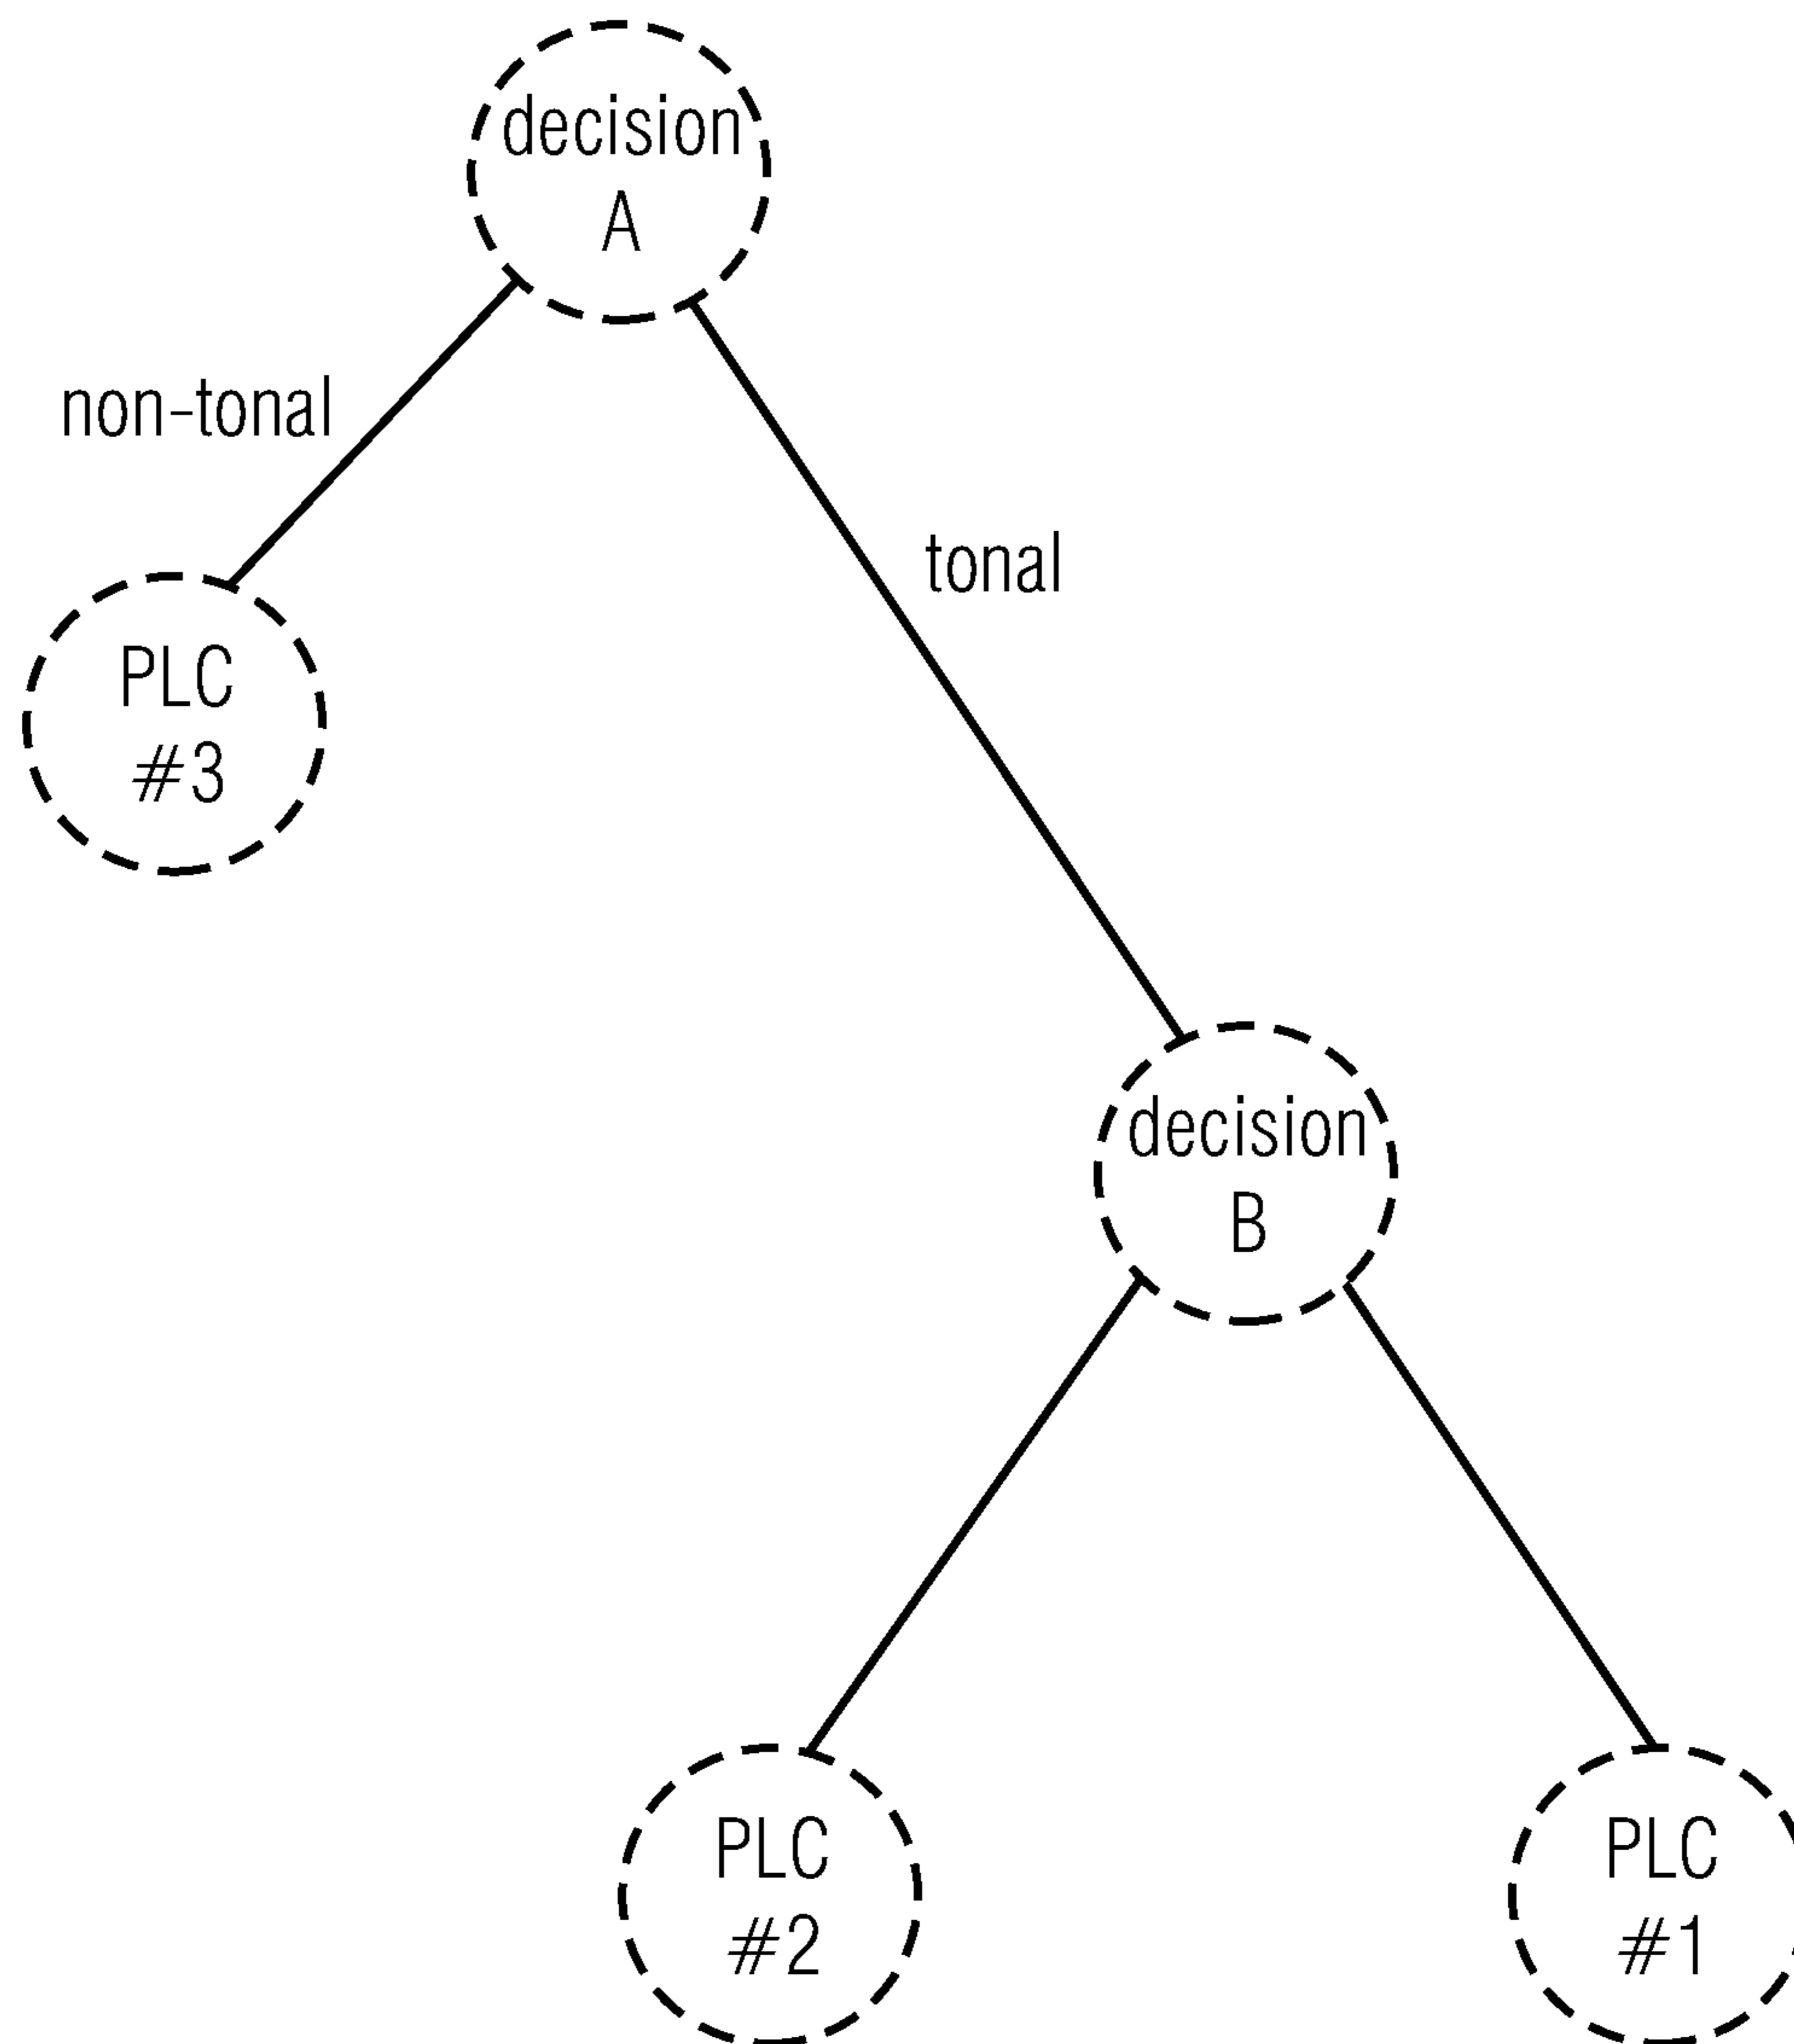 decision
A
non-tonal
tonal
PLC
#3
decision
B
PLC
#2
PLC
#1